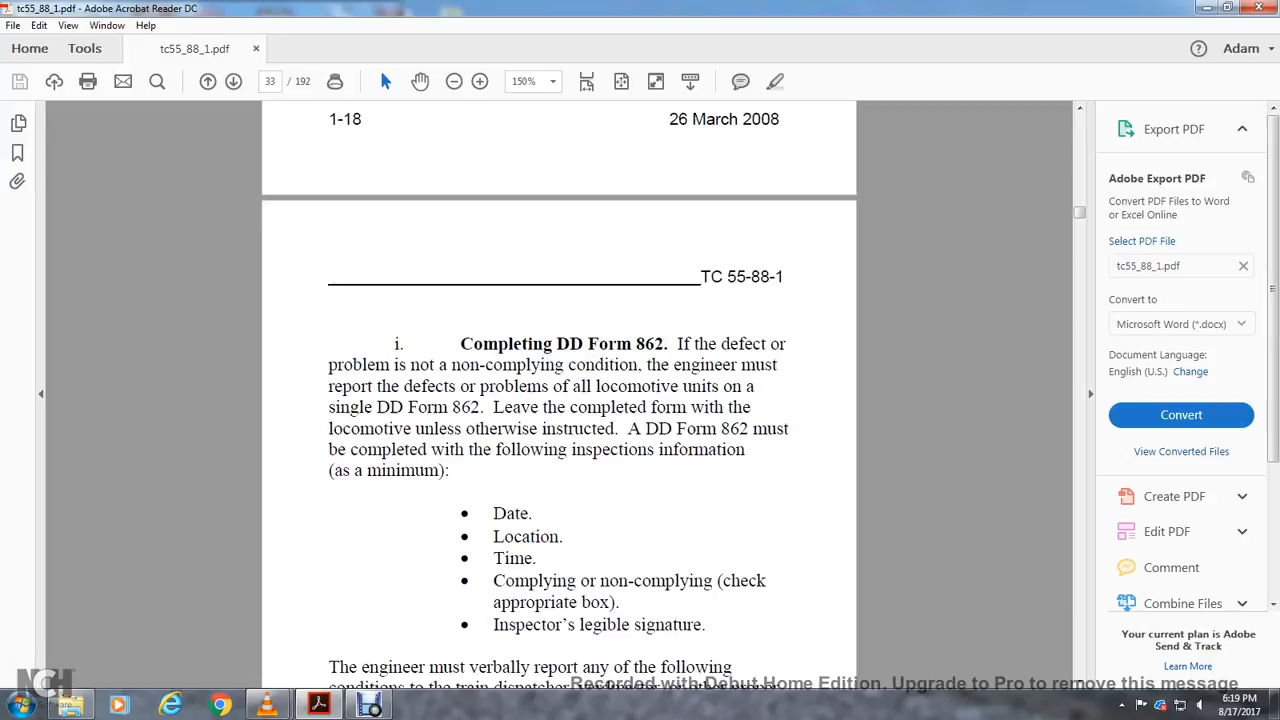 tc55_88_1.pdf - Adobe Acrobat Reader DC
File Edit View Window Help
Home Tools tc55_88_1.pdf × Adam
33 / 192 150%
1-18 26 March 2008
TC 55-88-1
i. Completing DD Form 862. If the defect or
problem is not a non-complying condition, the engineer must
report the defects or problems of all locomotive units on a
single DD Form 862. Leave the completed form with the
locomotive unless otherwise instructed. A DD Form 862 must
be completed with the following inspections information
(as a minimum):
• Date.
• Location.
• Time.
• Complying or non-complying (check
appropriate box).
• Inspector’s legible signature.
The engineer must verbally report any of the following
conditions to the train dispatcher,
Export PDF
Adobe Export PDF
Convert PDF Files to Word
or Excel Online
Select PDF File
tc55_88_1.pdf
Convert to
Microsoft Word (*.docx)
Document Language:
English (U.S.) Change
Convert
View Converted Files
Create PDF
Edit PDF
Comment
Combine Files
Your current plan is Adobe
Send & Track
Learn More
NCH
Software
Recorded with Debut Home Edition. Upgrade to Pro to remove this message
6:19 PM
8/17/2017